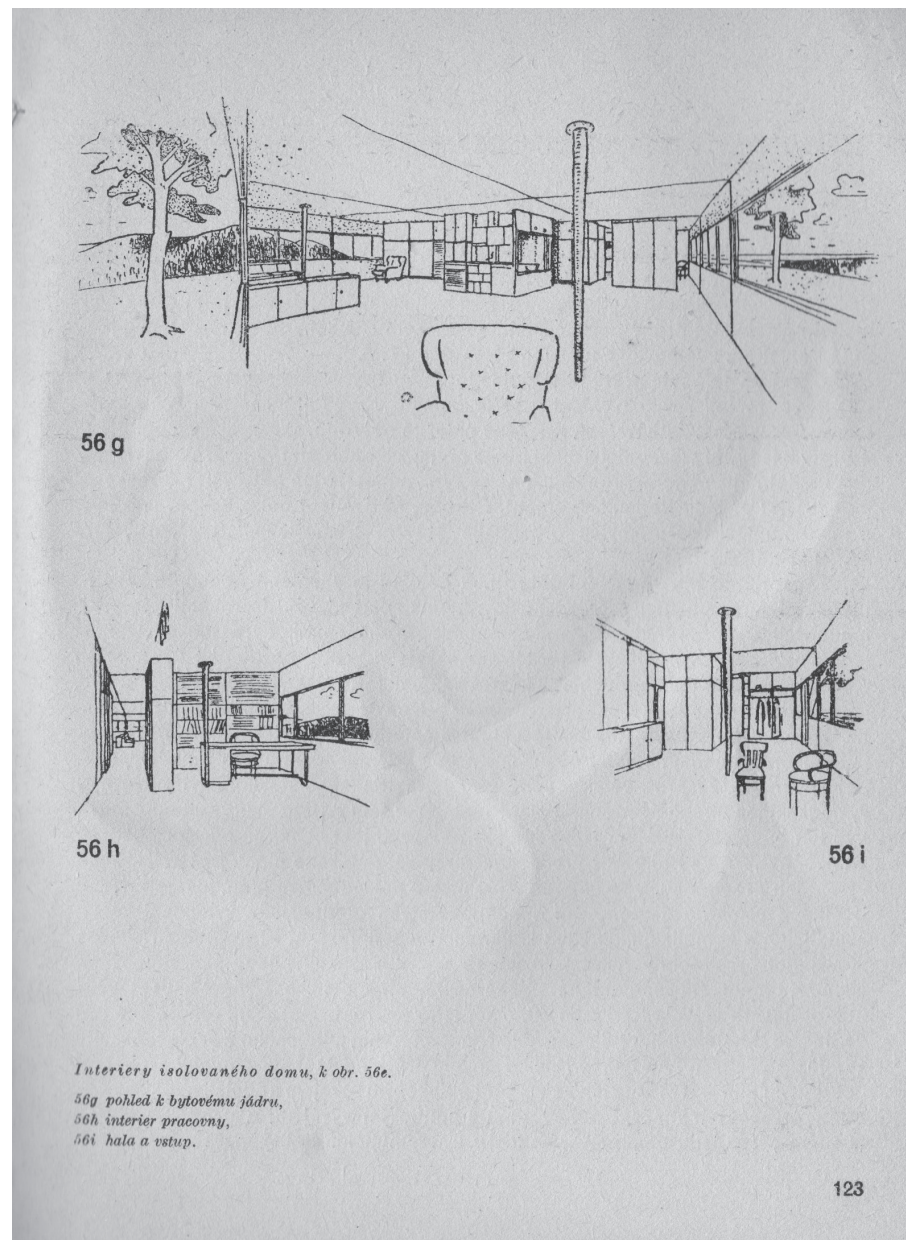 56 g
56 h
56 i
Interiery isolovaného domu, k obr. 56e.
56g pohled k bytovému jádru,
56h interier pracovny,
56i hala a vstup.
123